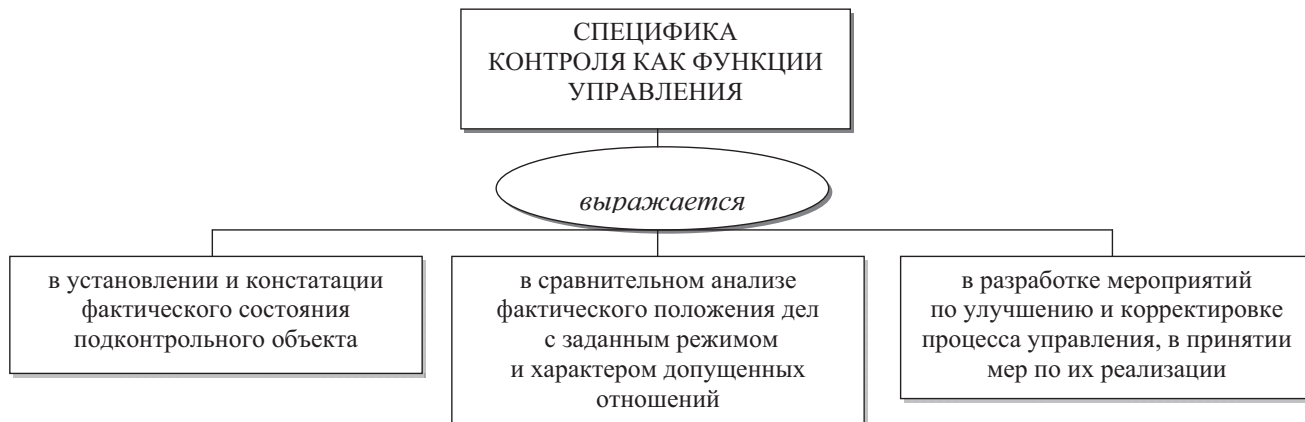 СПЕЦИФИКА
КОНТРОЛЯ КАК ФУНКЦИИ
УПРАВЛЕНИЯ
выражается
в установлении и констатации
фактического состояния
подконтрольного объекта
в сравнительном анализе
фактического положения дел
с заданным режимом
и характером допущенных
отношений
в разработке мероприятий
по улучшению и корректировке
процесса управления, в принятии
мер по их реализации